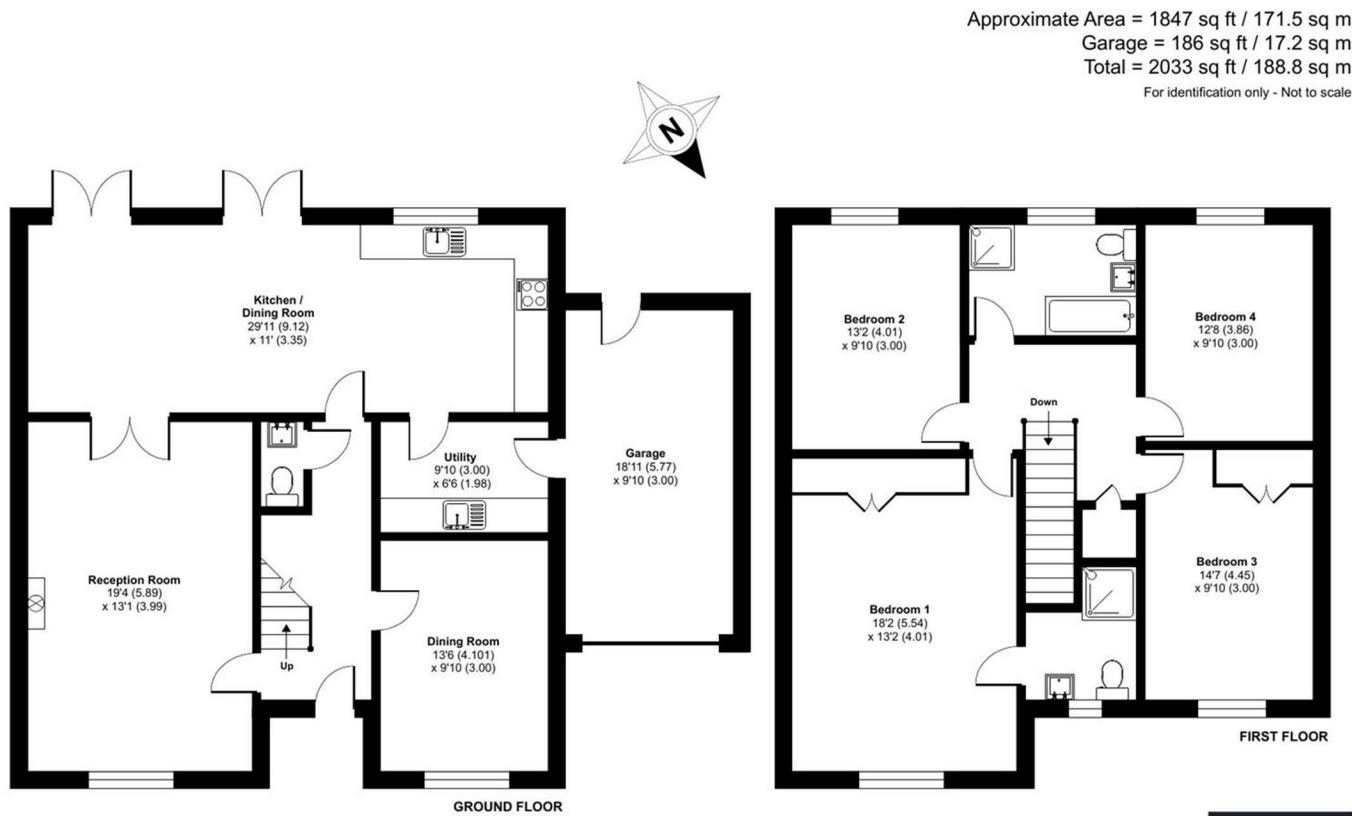 Approximate Area = 1847 sq ft / 171.5 sq m
Garage = 186 sq ft / 17.2 sq m
Total = 2033 sq ft / 188.8 sq m
For identification only - Not to scale
N
Kitchen /
Dining Room
29'11 (9.12)
x 11' (3.35)
Utility
9'10 (3.00)
x 6'6 (1.98)
Garage
18'11 (5.77)
x 9'10 (3.00)
Reception Room
19'4 (5.89)
x 13'1 (3.99)
Up
Dining Room
13'6 (4.101)
x 9'10 (3.00)
GROUND FLOOR
Bedroom 2
13'2 (4.01)
x 9'10 (3.00)
Bedroom 4
12'8 (3.86)
x 9'10 (3.00)
Down
Bedroom 1
18'2 (5.54)
x 13'2 (4.01)
Bedroom 3
14'7 (4.45)
x 9'10 (3.00)
FIRST FLOOR